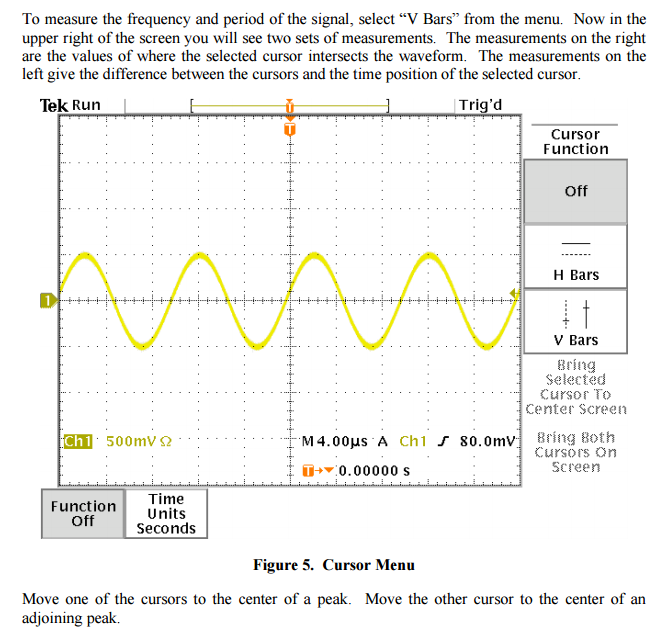 To measure the frequency and period of the signal, select “V Bars” from the menu.  Now in the
upper right of the screen you will see two sets of measurements.  The measurements on the right
are the values of where the selected cursor intersects the waveform.  The measurements on the
left give the difference between the cursors and the time position of the selected cursor.
Tek Run
Trig'd
T
T
Cursor
Function
Off
H Bars
V Bars
Bring
Selected
Cursor To
Center Screen
Bring Both
Cursors On
Screen
1
Ch1 500mVΩ M 4.00µs A Ch1 ƒ 80.0mV
T 0.00000 s
Function
Off
Time
Units
Seconds
Figure 5.  Cursor Menu
Move one of the cursors to the center of a peak.  Move the other cursor to the center of an
adjoining peak.